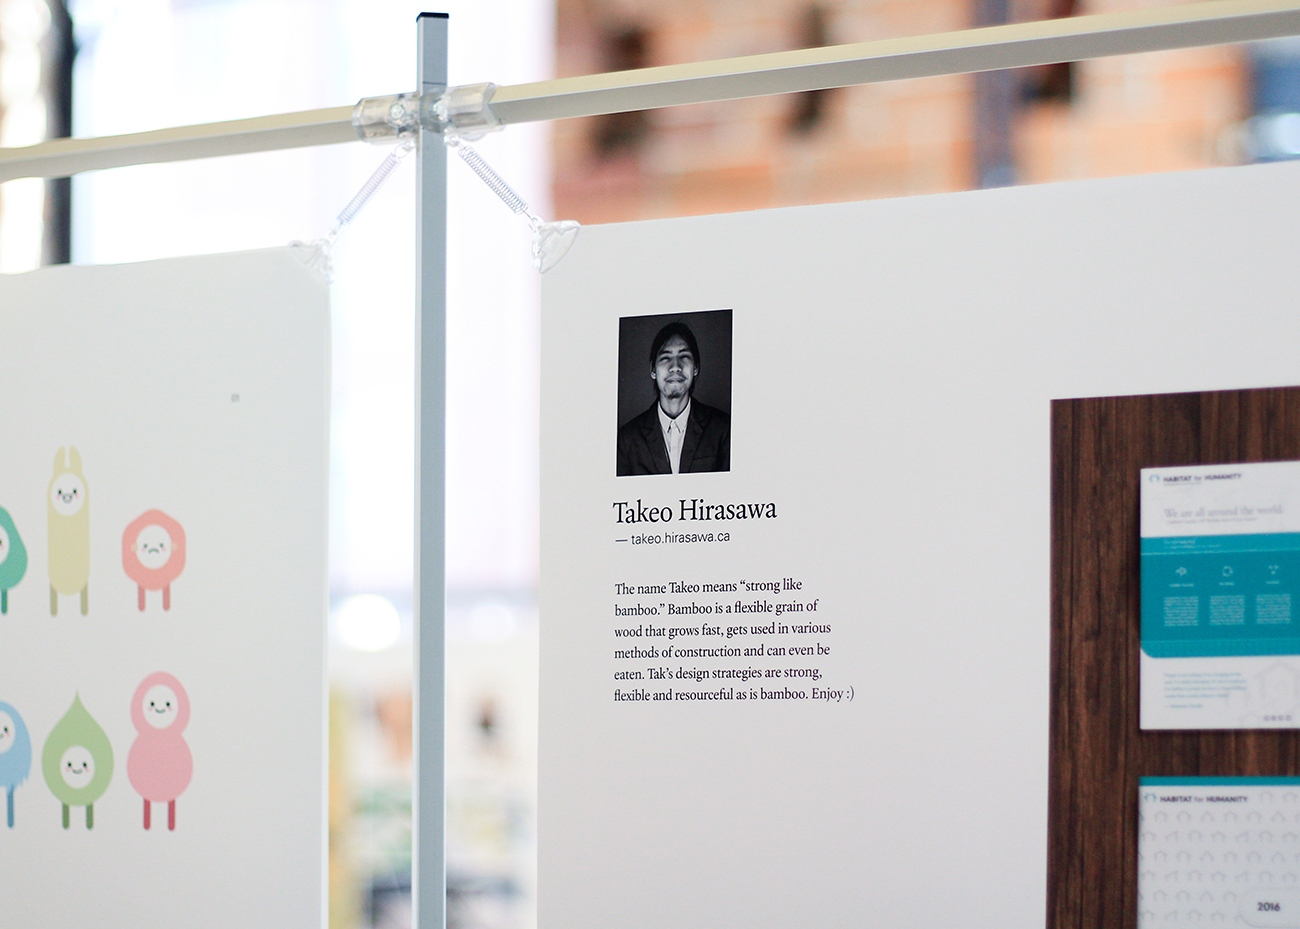 Takeo Hirasawa
— takeo.hirasawa.ca
The name Takeo means “strong like
bamboo.” Bamboo is a flexible grain of
wood that grows fast, gets used in various
methods of construction and can even be
eaten. Tak’s design strategies are strong,
flexible and resourceful as is bamboo. Enjoy :)
HABITAT for HUMANITY
We are all around the world.
HABITAT for HUMANITY
2016